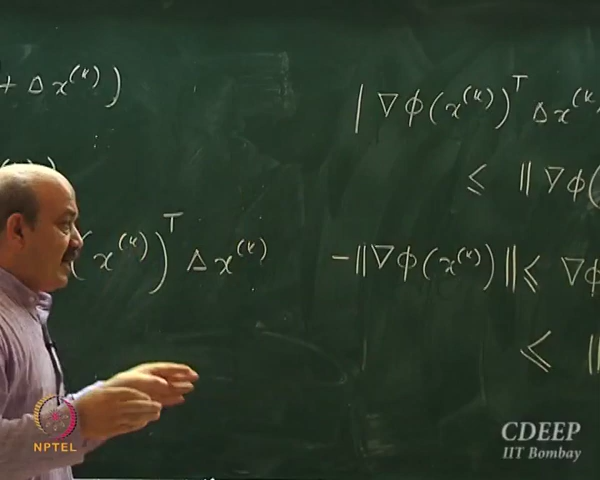 + Δx^(k))
(x^(k))^T Δx^(k)
|∇φ(x^(k))^T Δx^(k
≤ ‖∇φ(
-‖∇φ(x^(k))‖ ≤ ∇φ
≤ ‖
NPTEL
CDEEP
IIT Bombay